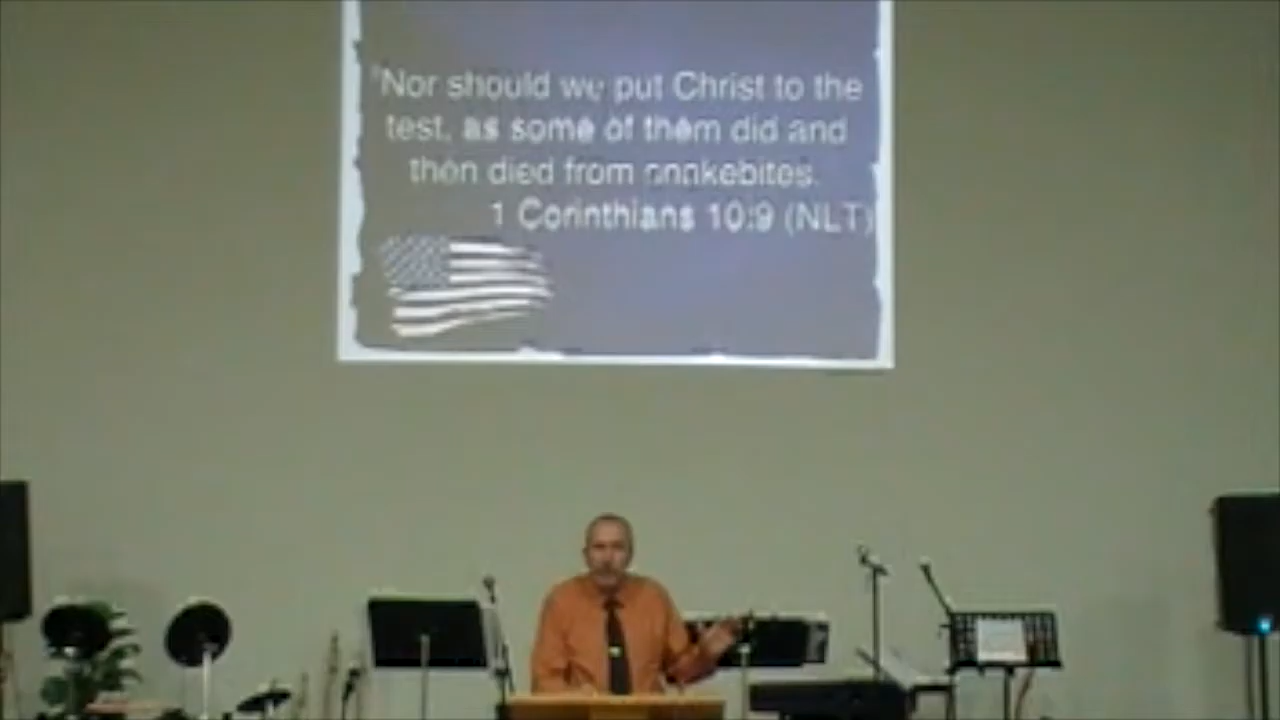 "Nor should we put Christ to the
test, as some of them did and
then died from snakebites.
1 Corinthians 10:9 (NLT)